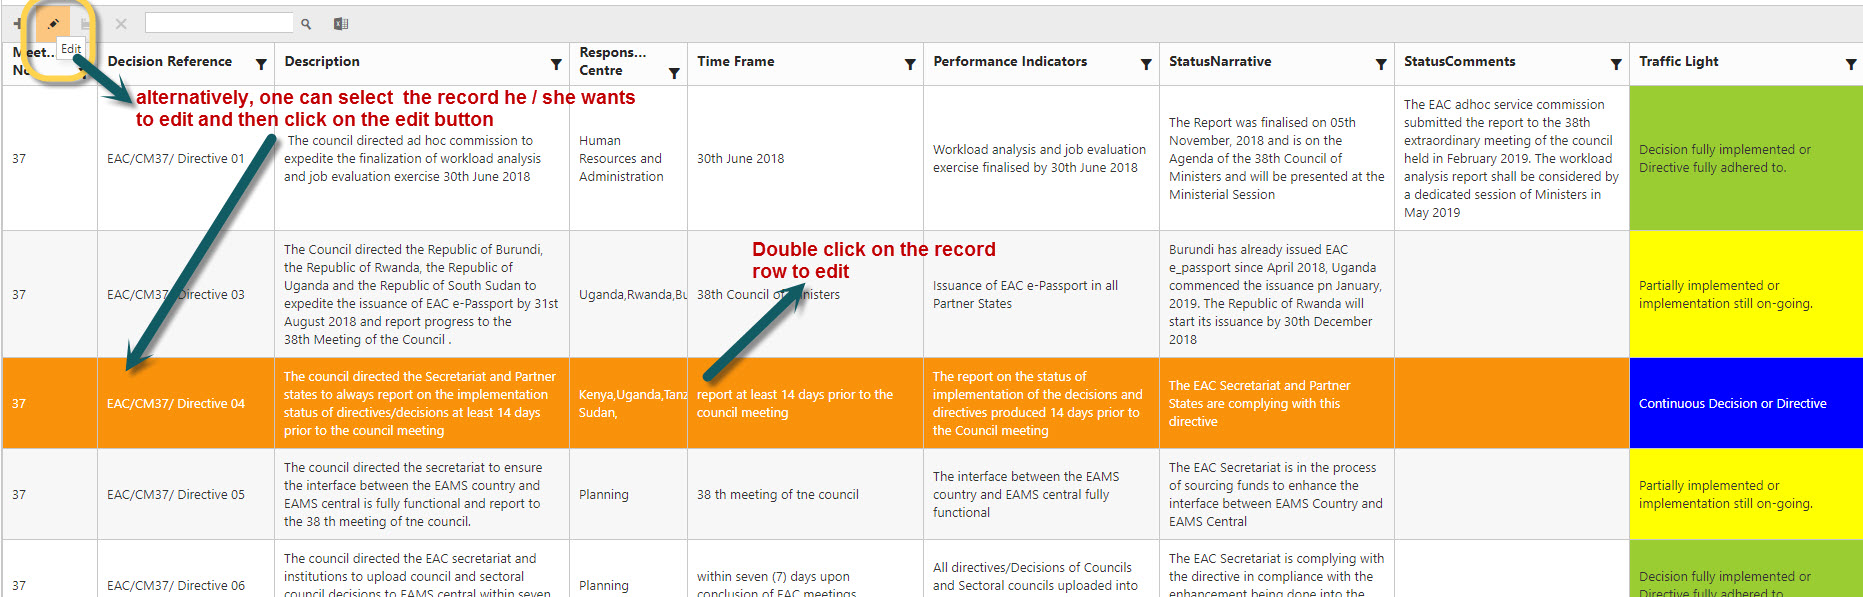 Edit
Meet...
No
Decision Reference
Description
Respons...
Centre
Time Frame
Performance Indicators
StatusNarrative
StatusComments
Traffic Light
alternatively, one can select the record he / she wants
to edit and then click on the edit button
37
EAC/CM37/ Directive 01
The council directed ad hoc commission to
expedite the finalization of workload analysis
and job evaluation exercise 30th June 2018
Human
Resources and
Administration
30th June 2018
Workload analysis and job evaluation
exercise finalised by 30th June 2018
The Report was finalised on 05th
November, 2018 and is on the
Agenda of the 38th Council of
Ministers and will be presented at the
Ministerial Session
The EAC adhoc service commission
submitted the report to the 38th
extraordinary meeting of the council
held in February 2019. The workload
analysis report shall be considered by
a dedicated session of Ministers in
May 2019
Decision fully implemented or
Directive fully adhered to.
Double click on the record
row to edit
37
EAC/CM37/ Directive 03
The Council directed the Republic of Burundi,
the Republic of Rwanda, the Republic of
Uganda and the Republic of South Sudan to
expedite the issuance of EAC e-Passport by 31st
August 2018 and report progress to the
38th Meeting of the Council .
Uganda,Rwanda,Bu
38th Council of Ministers
Issuance of EAC e-Passport in all
Partner States
Burundi has already issued EAC
e_passport since April 2018, Uganda
commenced the issuance pn January,
2019. The Republic of Rwanda will
start its issuance by 30th December
2018
Partially implemented or
implementation still on-going.
37
EAC/CM37/ Directive 04
The council directed the Secretariat and Partner
states to always report on the implementation
status of directives/decisions at least 14 days
prior to the council meeting
Kenya,Uganda,Tanz
Sudan,
report at least 14 days prior to the
council meeting
The report on the status of
implementation of the decisions and
directives produced 14 days prior to
the Council meeting
The EAC Secretariat and Partner
States are complying with this
directive
Continuous Decision or Directive
37
EAC/CM37/ Directive 05
The council directed the secretariat to ensure
the interface between the EAMS country and
EAMS central is fully functional and report to
the 38 th meeting of tne council.
Planning
38 th meeting of tne council
The interface between the EAMS
country and EAMS central fully
functional
The EAC Secretariat is in the process
of sourcing funds to enhance the
interface between EAMS Country and
EAMS Central
Partially implemented or
implementation still on-going.
37
EAC/CM37/ Directive 06
The council directed the EAC secretariat and
institutions to upload council and sectoral
council decisions to EAMS central within seven
Planning
within seven (7) days upon
conclusion of EAC meetings
All directives/Decisions of Councils
and Sectoral councils uploaded into
The EAC Secretariat is complying with
the directive in compliance with the
enhancement being done into the
Decision fully implemented or
Directive fully adhered to.